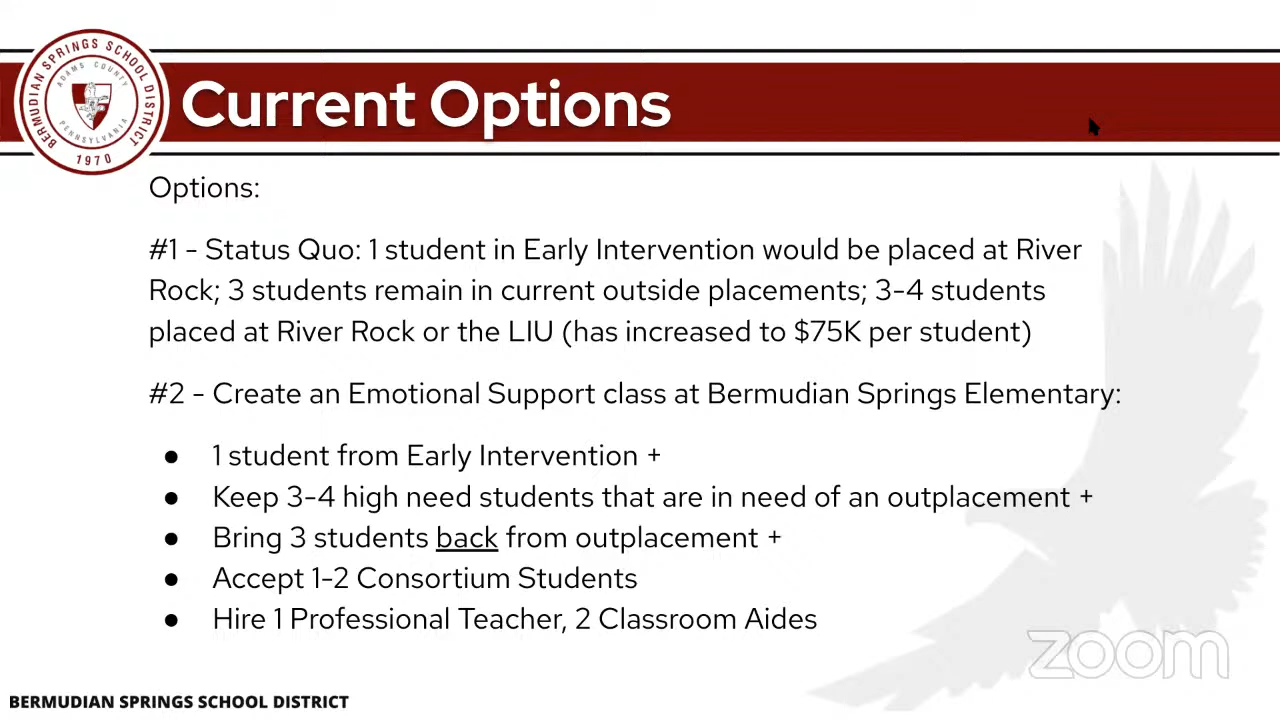 BERMUDIAN SPRINGS SCHOOL DISTRICT
ADAMS COUNTY
PENNSYLVANIA
1970
Current Options
Options:
#1 - Status Quo: 1 student in Early Intervention would be placed at River
Rock; 3 students remain in current outside placements; 3-4 students
placed at River Rock or the LIU (has increased to $75K per student)
#2 - Create an Emotional Support class at Bermudian Springs Elementary:
● 1 student from Early Intervention +
● Keep 3-4 high need students that are in need of an outplacement +
● Bring 3 students back from outplacement +
● Accept 1-2 Consortium Students
● Hire 1 Professional Teacher, 2 Classroom Aides
zoom
BERMUDIAN SPRINGS SCHOOL DISTRICT